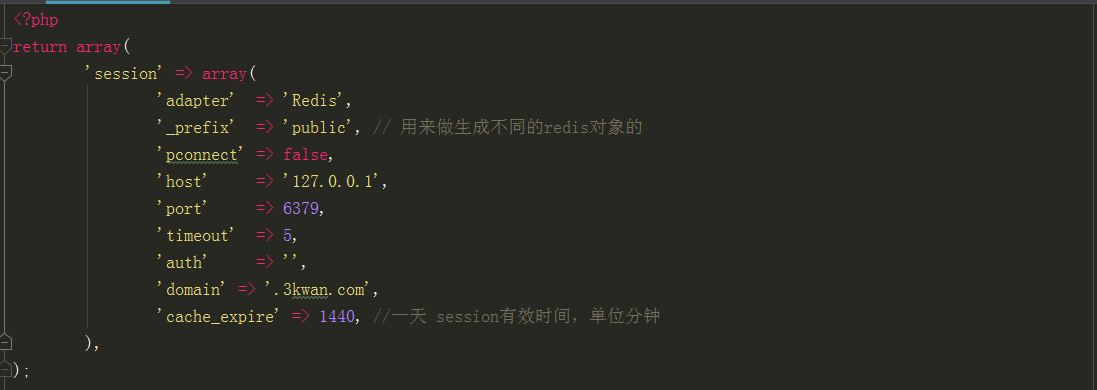 <?php
return array(
'session' => array(
'adapter' => 'Redis',
'_prefix' => 'public', // 用来做生成不同的redis对象的
'pconnect' => false,
'host' => '127.0.0.1',
'port' => 6379,
'timeout' => 5,
'auth' => '',
'domain' => '.3kwan.com',
'cache_expire' => 1440, //一天 session有效时间，单位分钟
),
);